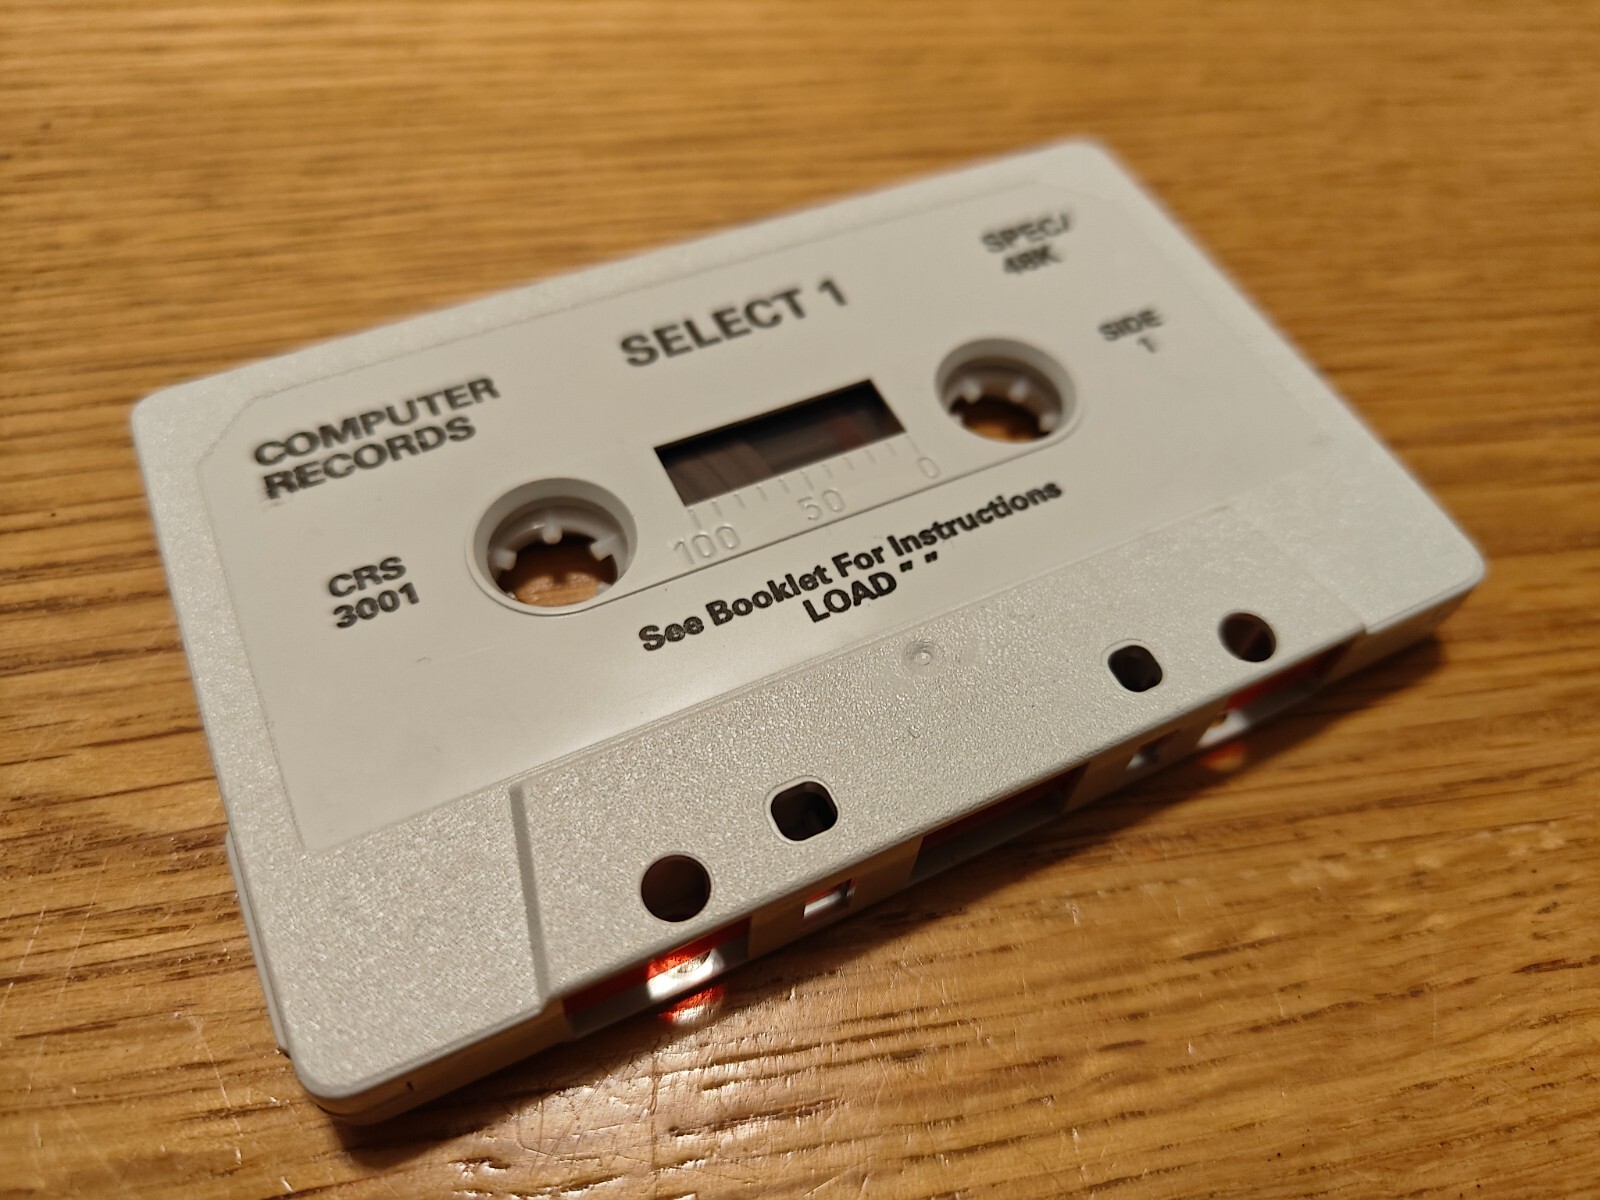 SELECT 1
SPEC/
48K
COMPUTER
RECORDS
SIDE
1
CRS
3001
100 50 0
See Booklet For Instructions
LOAD " "